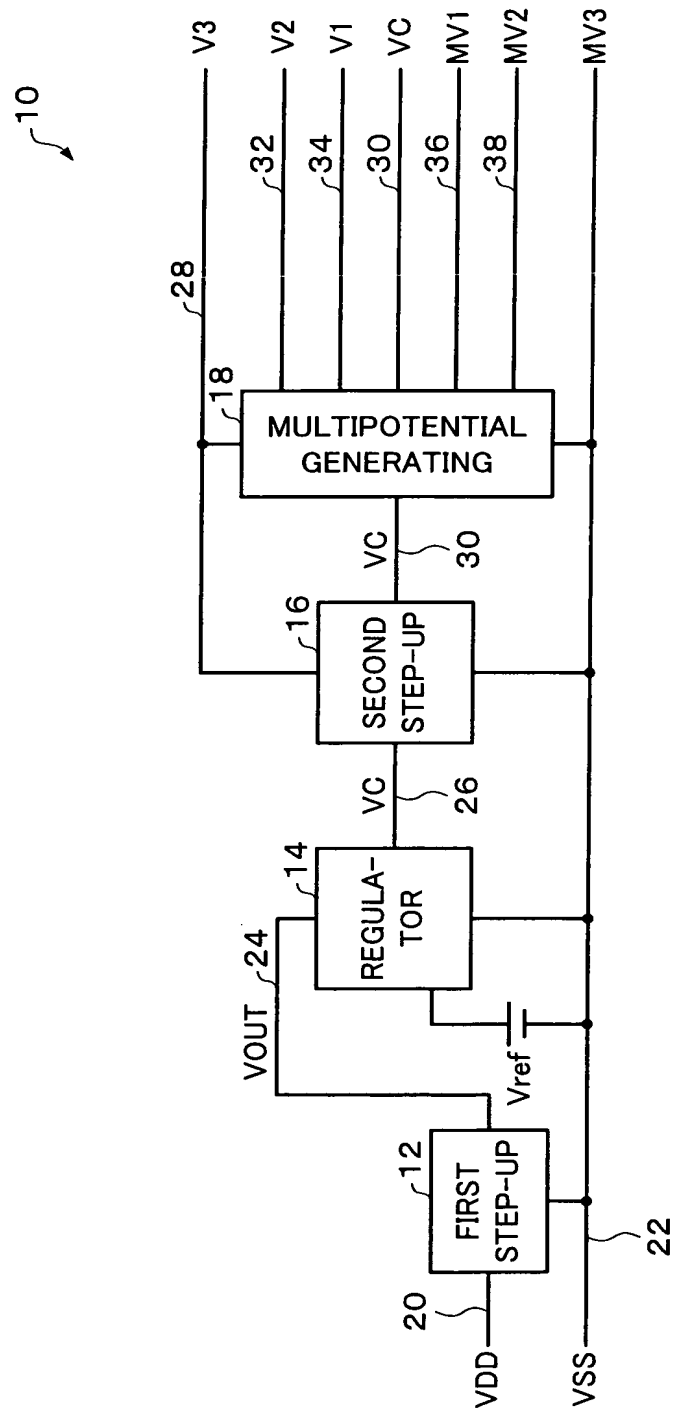 10
V3
28
V2
32
V1
34
VC
30
MV1
36
MV2
38
MV3
18
MULTIPOTENTIAL
GENERATING
VC
30
16
SECOND
STEP-UP
VC
26
14
REGULA-
TOR
VOUT
24
Vref
12
FIRST
STEP-UP
20
VDD
VSS
22